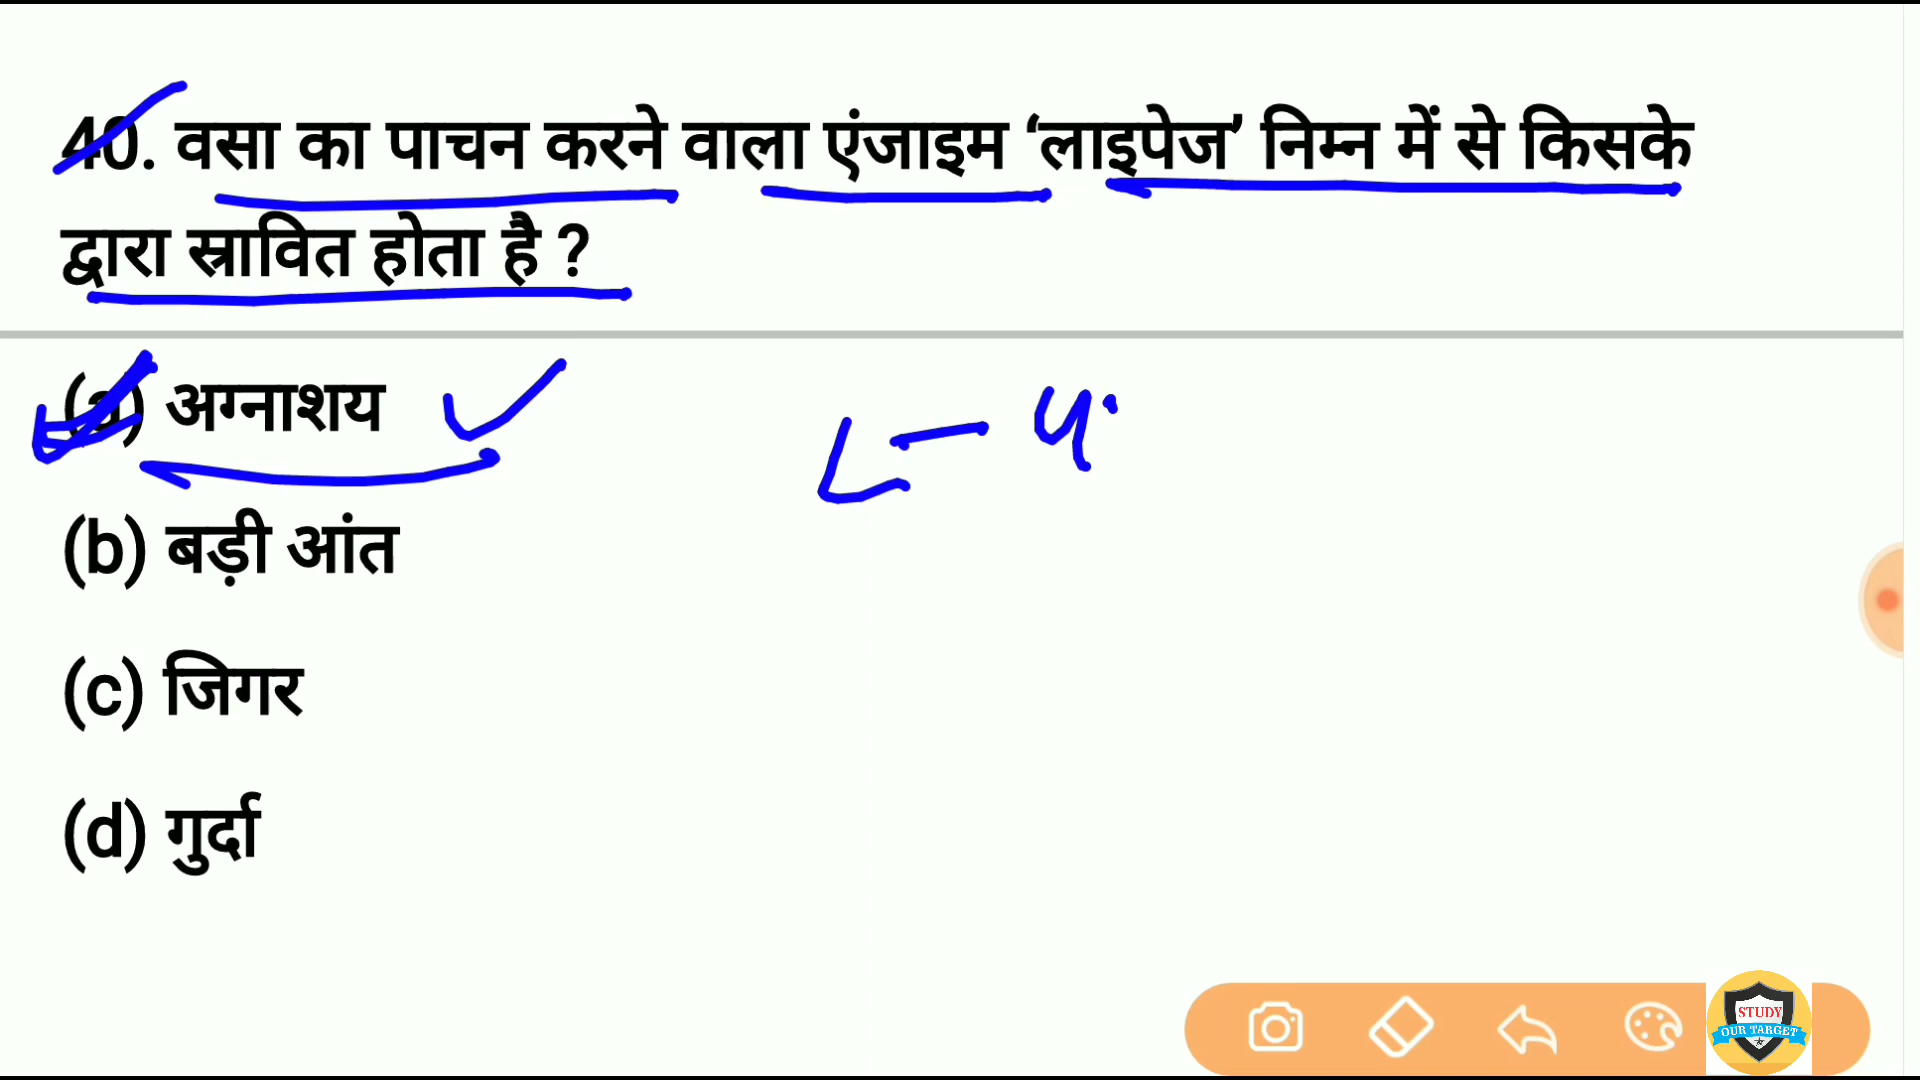 40. वसा का पाचन करने वाला एंजाइम ‘लाइपेज’ निम्न में से किसके
द्वारा स्रावित होता है ?
(a) अग्नाशय
(b) बड़ी आंत
(c) जिगर
(d) गुर्दा
STUDY
OUR TARGET